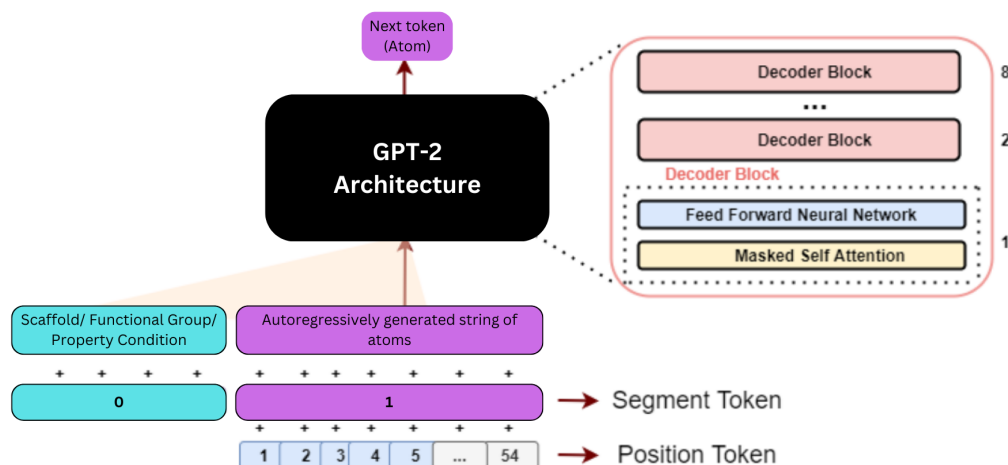 Next token
(Atom)
GPT-2
Architecture
Decoder Block
8
...
Decoder Block
2
Decoder Block
Feed Forward Neural Network
Masked Self Attention
1
Scaffold/ Functional Group/
Property Condition
Autoregressively generated string of
atoms
+ + + + + + + + + + +
0
1
Segment Token
+ + + + + + +
1 2 3 4 5 ... 54
Position Token